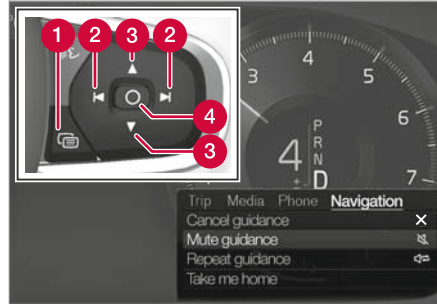 1
2
3
2
4
3
3
4
5
6
7
4
P
R
N
D
+
Trip Media Phone Navigation
Cancel guidance
Mute guidance
Repeat guidance
Take me home